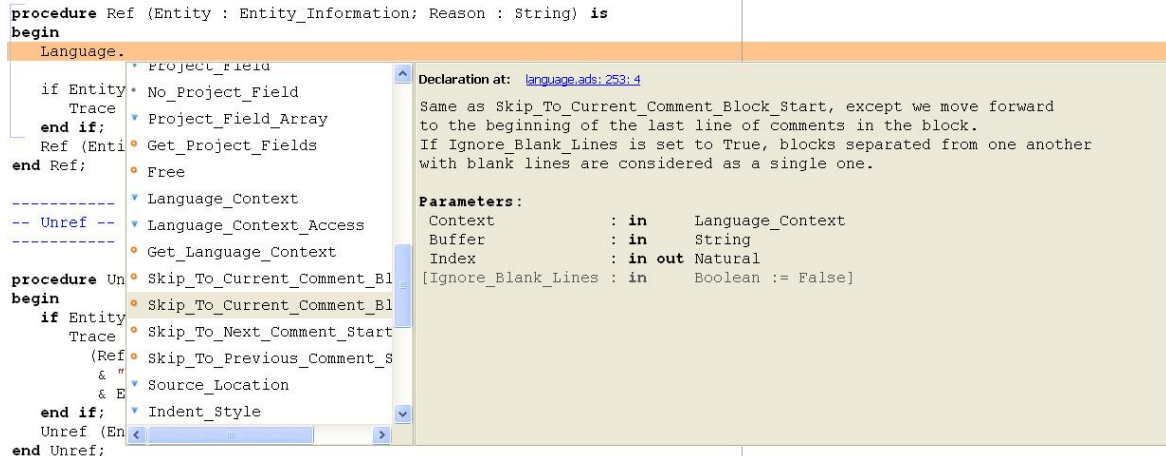 procedure Ref (Entity : Entity_Information; Reason : String) is
begin
Language.
Project_Field
if Entity
No_Project_Field
Trace
Project_Field_Array
end if;
Ref (Enti
Get_Project_Fields
end Ref;
Free
-----------
Language_Context
-- Unref --
Language_Context_Access
-----------
Get_Language_Context
procedure Un
Skip_To_Current_Comment_Bl
begin
Skip_To_Current_Comment_Bl
if Entity
Trace
Skip_To_Next_Comment_Start
(Ref
Skip_To_Previous_Comment_S
& "
Source_Location
& E
end if;
Indent_Style
Unref (En
end Unref;
Declaration at: language.ads: 253: 4
Same as Skip_To_Current_Comment_Block_Start, except we move forward
to the beginning of the last line of comments in the block.
If Ignore_Blank_Lines is set to True, blocks separated from one another
with blank lines are considered as a single one.
Parameters:
Context : in Language_Context
Buffer : in String
Index : in out Natural
[Ignore_Blank_Lines : in Boolean := False]